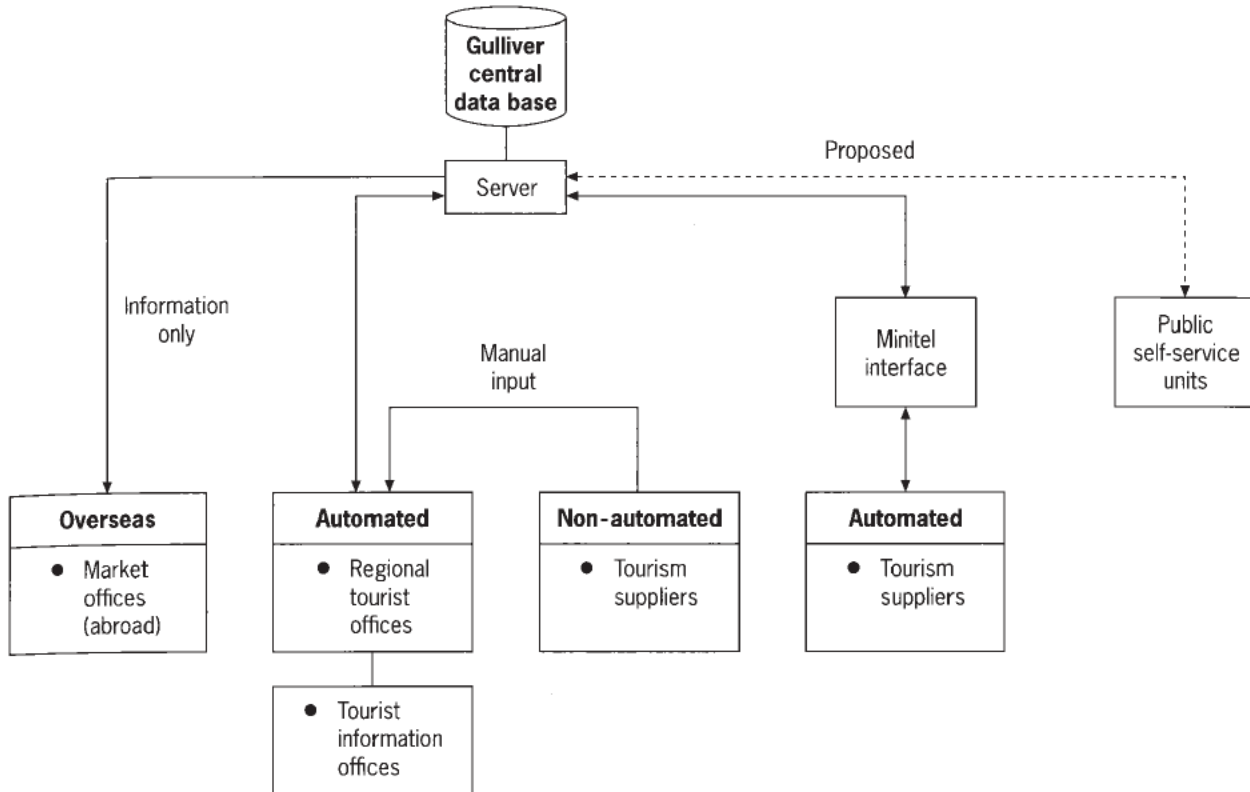 Gulliver
central
data base
Proposed
Server
Information
only
Manual
input
Minitel
interface
Public
self-service
units
Overseas
● Market
offices
(abroad)
Automated
● Regional
tourist
offices
Non-automated
● Tourism
suppliers
Automated
● Tourism
suppliers
● Tourist
information
offices